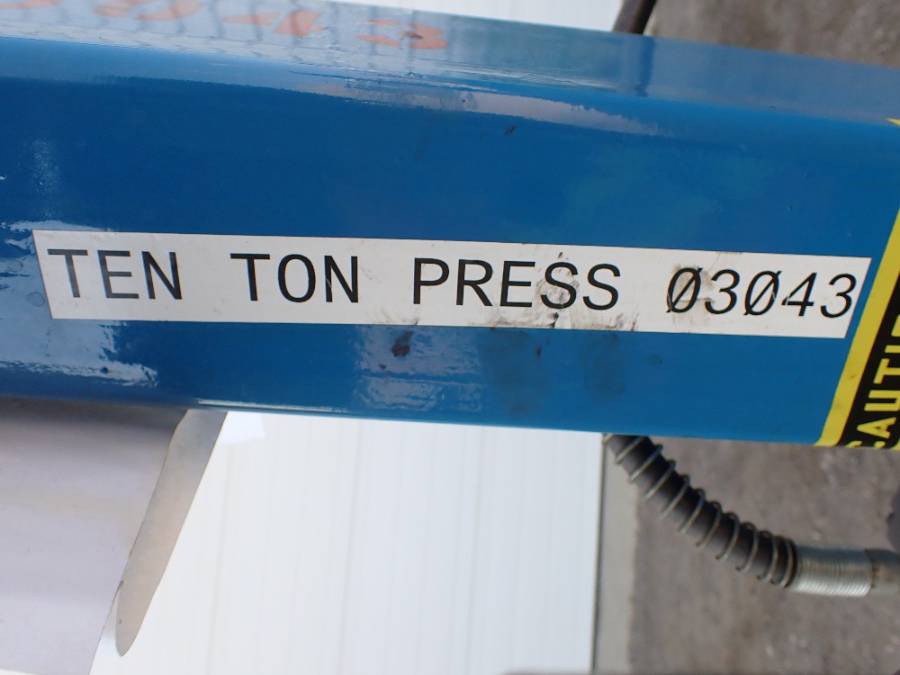 TEN TON PRESS Ø3Ø43